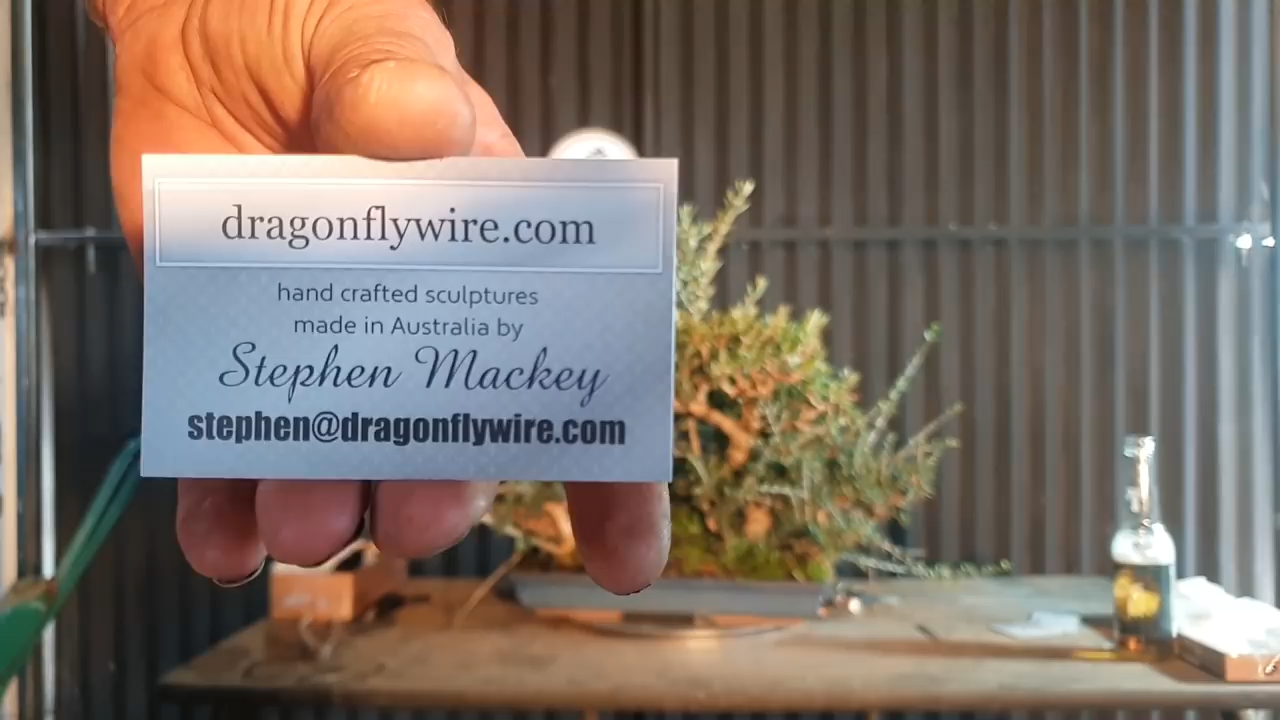 dragonflywire.com
hand crafted sculptures
made in Australia by
Stephen Mackey
stephen@dragonflywire.com